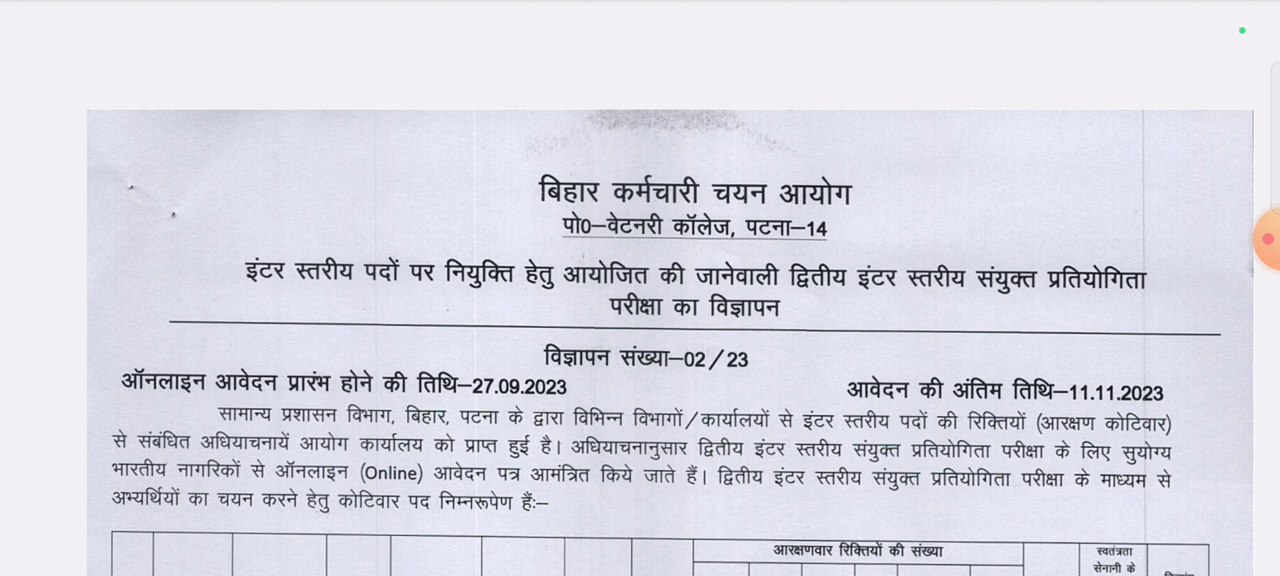 बिहार कर्मचारी चयन आयोग
पो0–वेटनरी कॉलेज, पटना–14
इंटर स्तरीय पदों पर नियुक्ति हेतु आयोजित की जानेवाली द्वितीय इंटर स्तरीय संयुक्त प्रतियोगिता
परीक्षा का विज्ञापन
विज्ञापन संख्या–02/23
ऑनलाइन आवेदन प्रारंभ होने की तिथि–27.09.2023 आवेदन की अंतिम तिथि–11.11.2023
सामान्य प्रशासन विभाग, बिहार, पटना के द्वारा विभिन्न विभागों/कार्यालयों से इंटर स्तरीय पदों की रिक्तियों (आरक्षण कोटिवार)
से संबंधित अधियाचनायें आयोग कार्यालय को प्राप्त हुई है। अधियाचनानुसार द्वितीय इंटर स्तरीय संयुक्त प्रतियोगिता परीक्षा के लिए सुयोग्य
भारतीय नागरिकों से ऑनलाइन (Online) आवेदन पत्र आमंत्रित किये जाते हैं। द्वितीय इंटर स्तरीय संयुक्त प्रतियोगिता परीक्षा के माध्यम से
अभ्यर्थियों का चयन करने हेतु कोटिवार पद निम्नरूपेण हैं:–
आरक्षणवार रिक्तियों की संख्या
स्वतंत्रता
सेनानी के